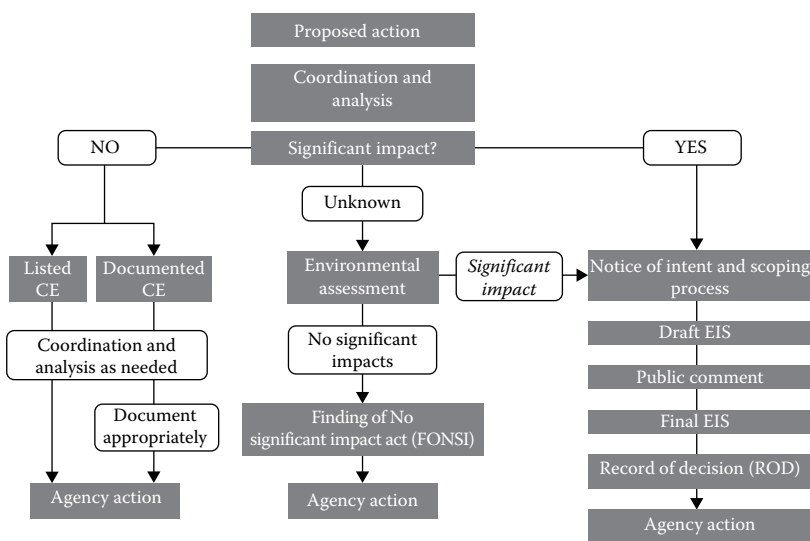 Proposed action
Coordination and
analysis
NO
Significant impact?
YES
Unknown
Listed
CE
Documented
CE
Environmental
assessment
Significant
impact
Notice of intent and scoping
process
Coordination and
analysis as needed
No significant
impacts
Draft EIS
Public comment
Document
appropriately
Finding of No
significant impact act (FONSI)
Final EIS
Record of decision (ROD)
Agency action
Agency action
Agency action